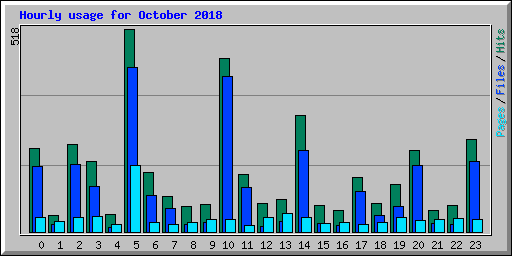 Hourly usage for October 2018
518
Pages/Files/Hits
0 1 2 3 4 5 6 7 8 9 10 11 12 13 14 15 16 17 18 19 20 21 22 23